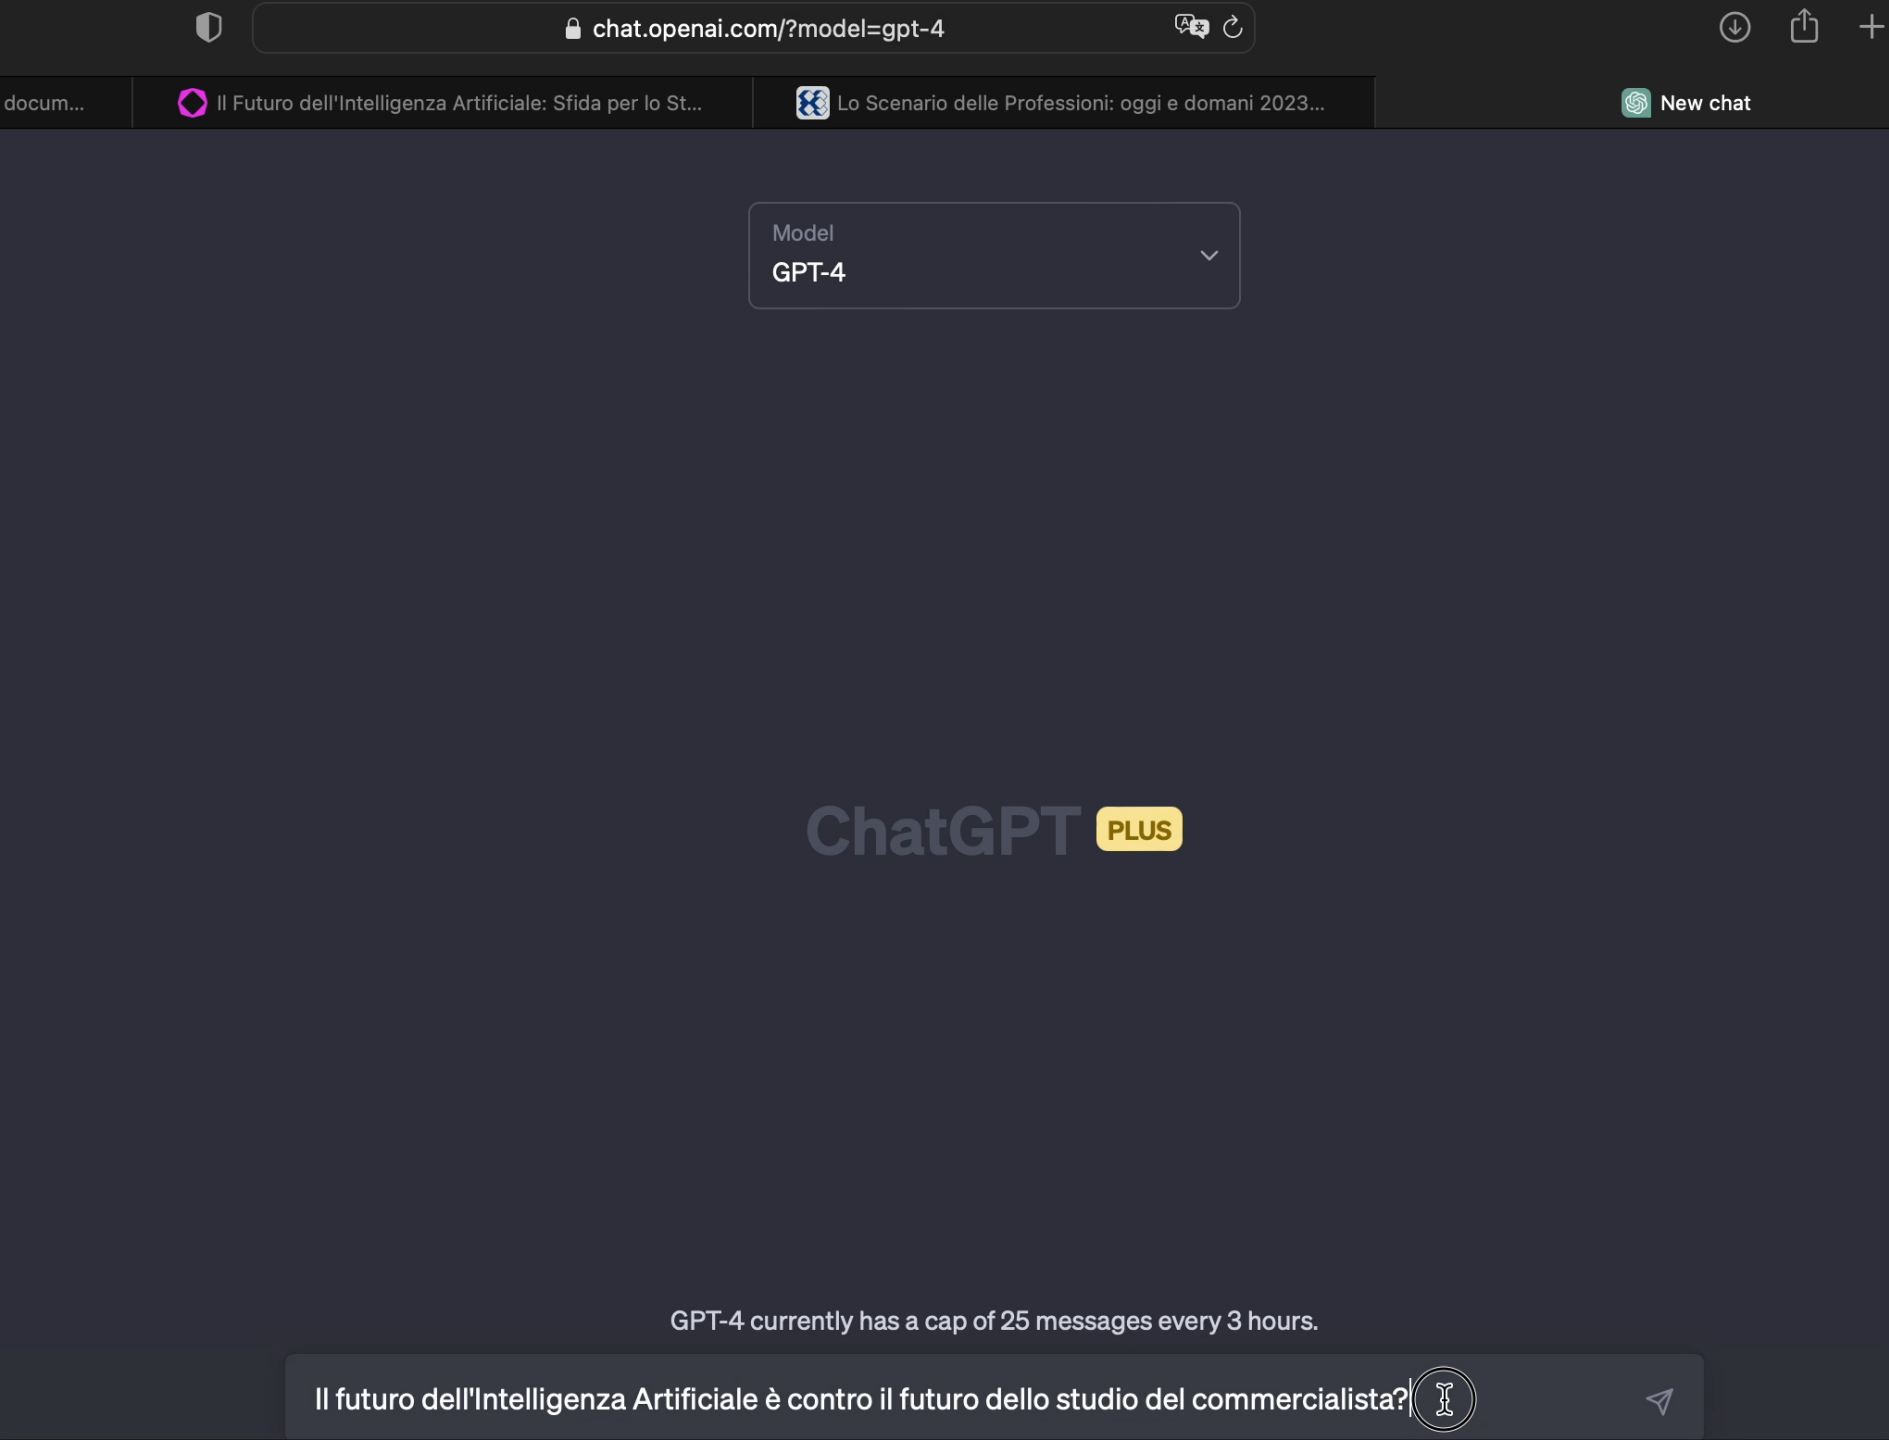 chat.openai.com/?model=gpt-4
docum...
Il Futuro dell'Intelligenza Artificiale: Sfida per lo St...
Lo Scenario delle Professioni: oggi e domani 2023...
New chat
Model
GPT-4
ChatGPT PLUS
GPT-4 currently has a cap of 25 messages every 3 hours.
Il futuro dell'Intelligenza Artificiale è contro il futuro dello studio del commercialista?